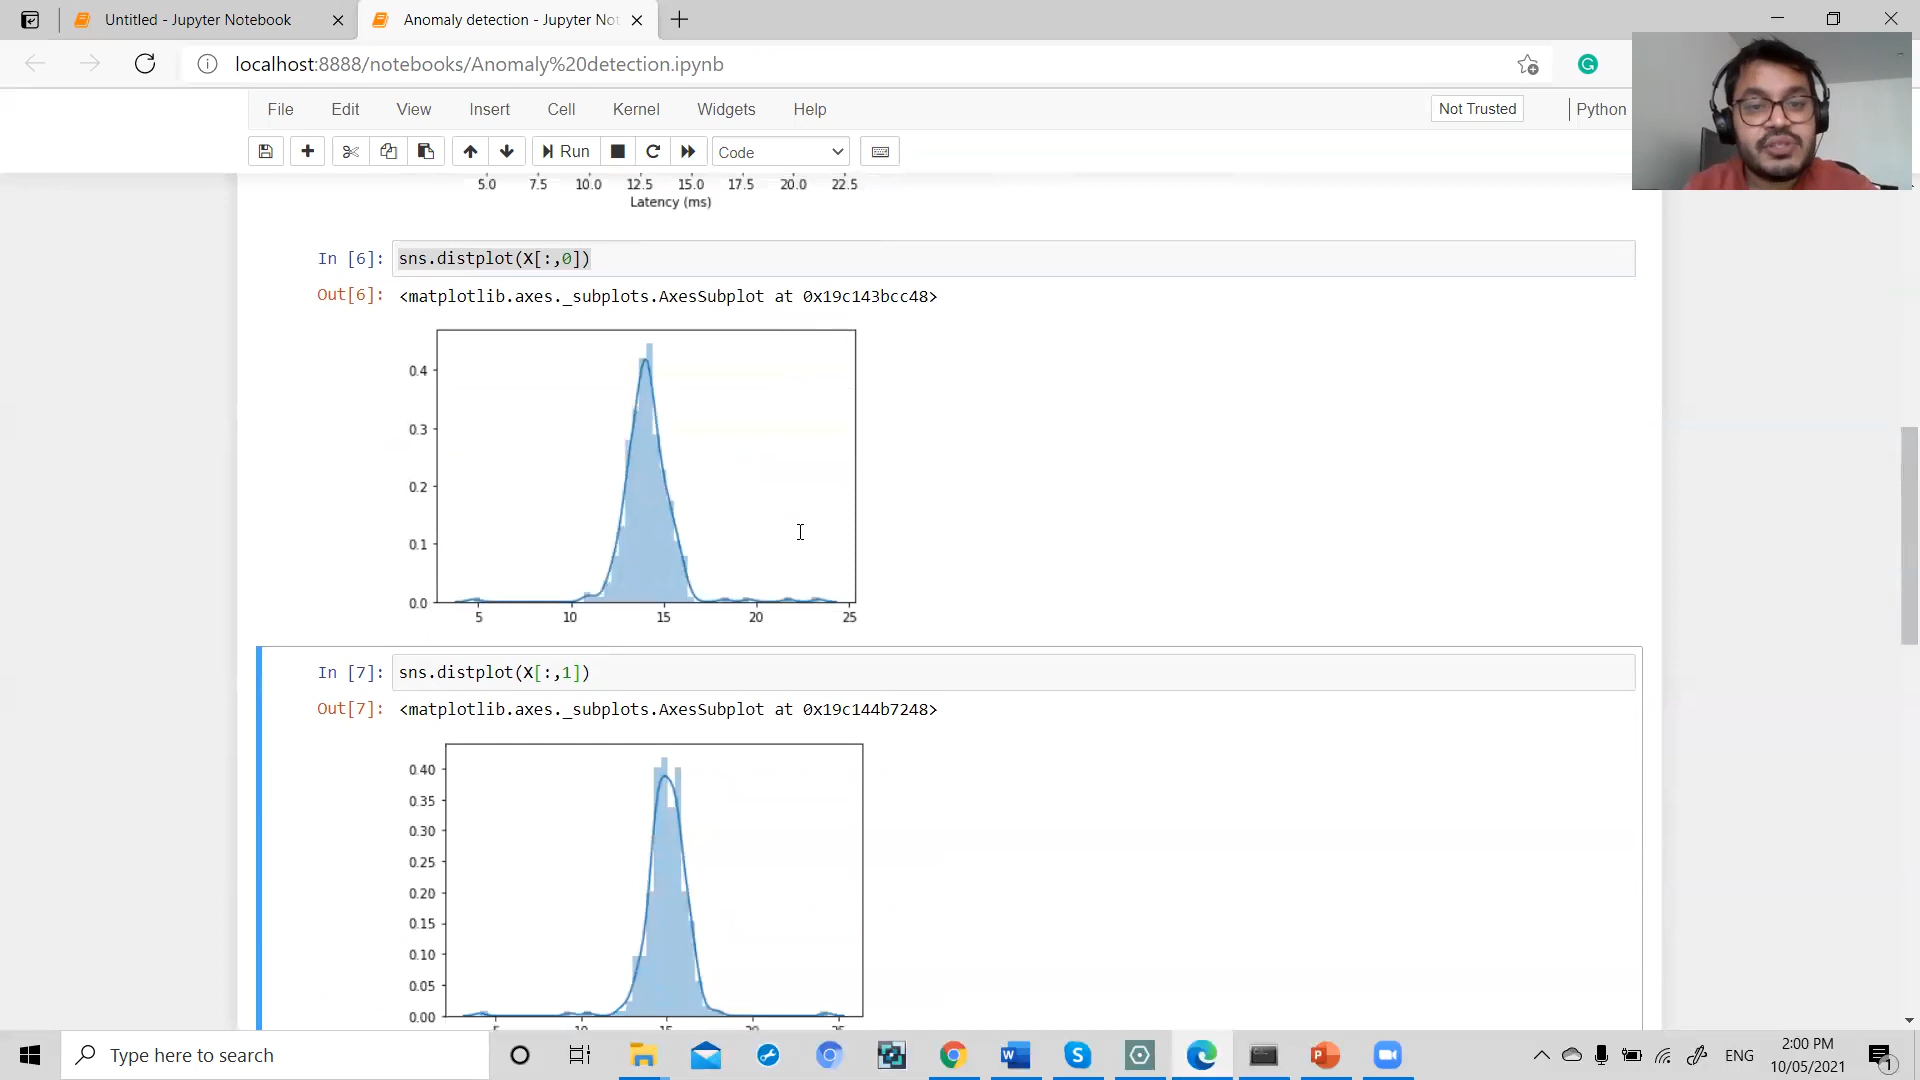 Untitled - Jupyter Notebook
Anomaly detection - Jupyter Not
localhost:8888/notebooks/Anomaly%20detection.ipynb
File Edit View Insert Cell Kernel Widgets Help
Not Trusted
Python
Run
Code
5.0 7.5 10.0 12.5 15.0 17.5 20.0 22.5
Latency (ms)
In [6]: sns.distplot(X[:,0])
Out[6]: <matplotlib.axes._subplots.AxesSubplot at 0x19c143bcc48>
0.4
0.3
0.2
0.1
0.0
5 10 15 20 25
In [7]: sns.distplot(X[:,1])
Out[7]: <matplotlib.axes._subplots.AxesSubplot at 0x19c144b7248>
0.40
0.35
0.30
0.25
0.20
0.15
0.10
0.05
0.00
Type here to search
ENG
2:00 PM
10/05/2021
1